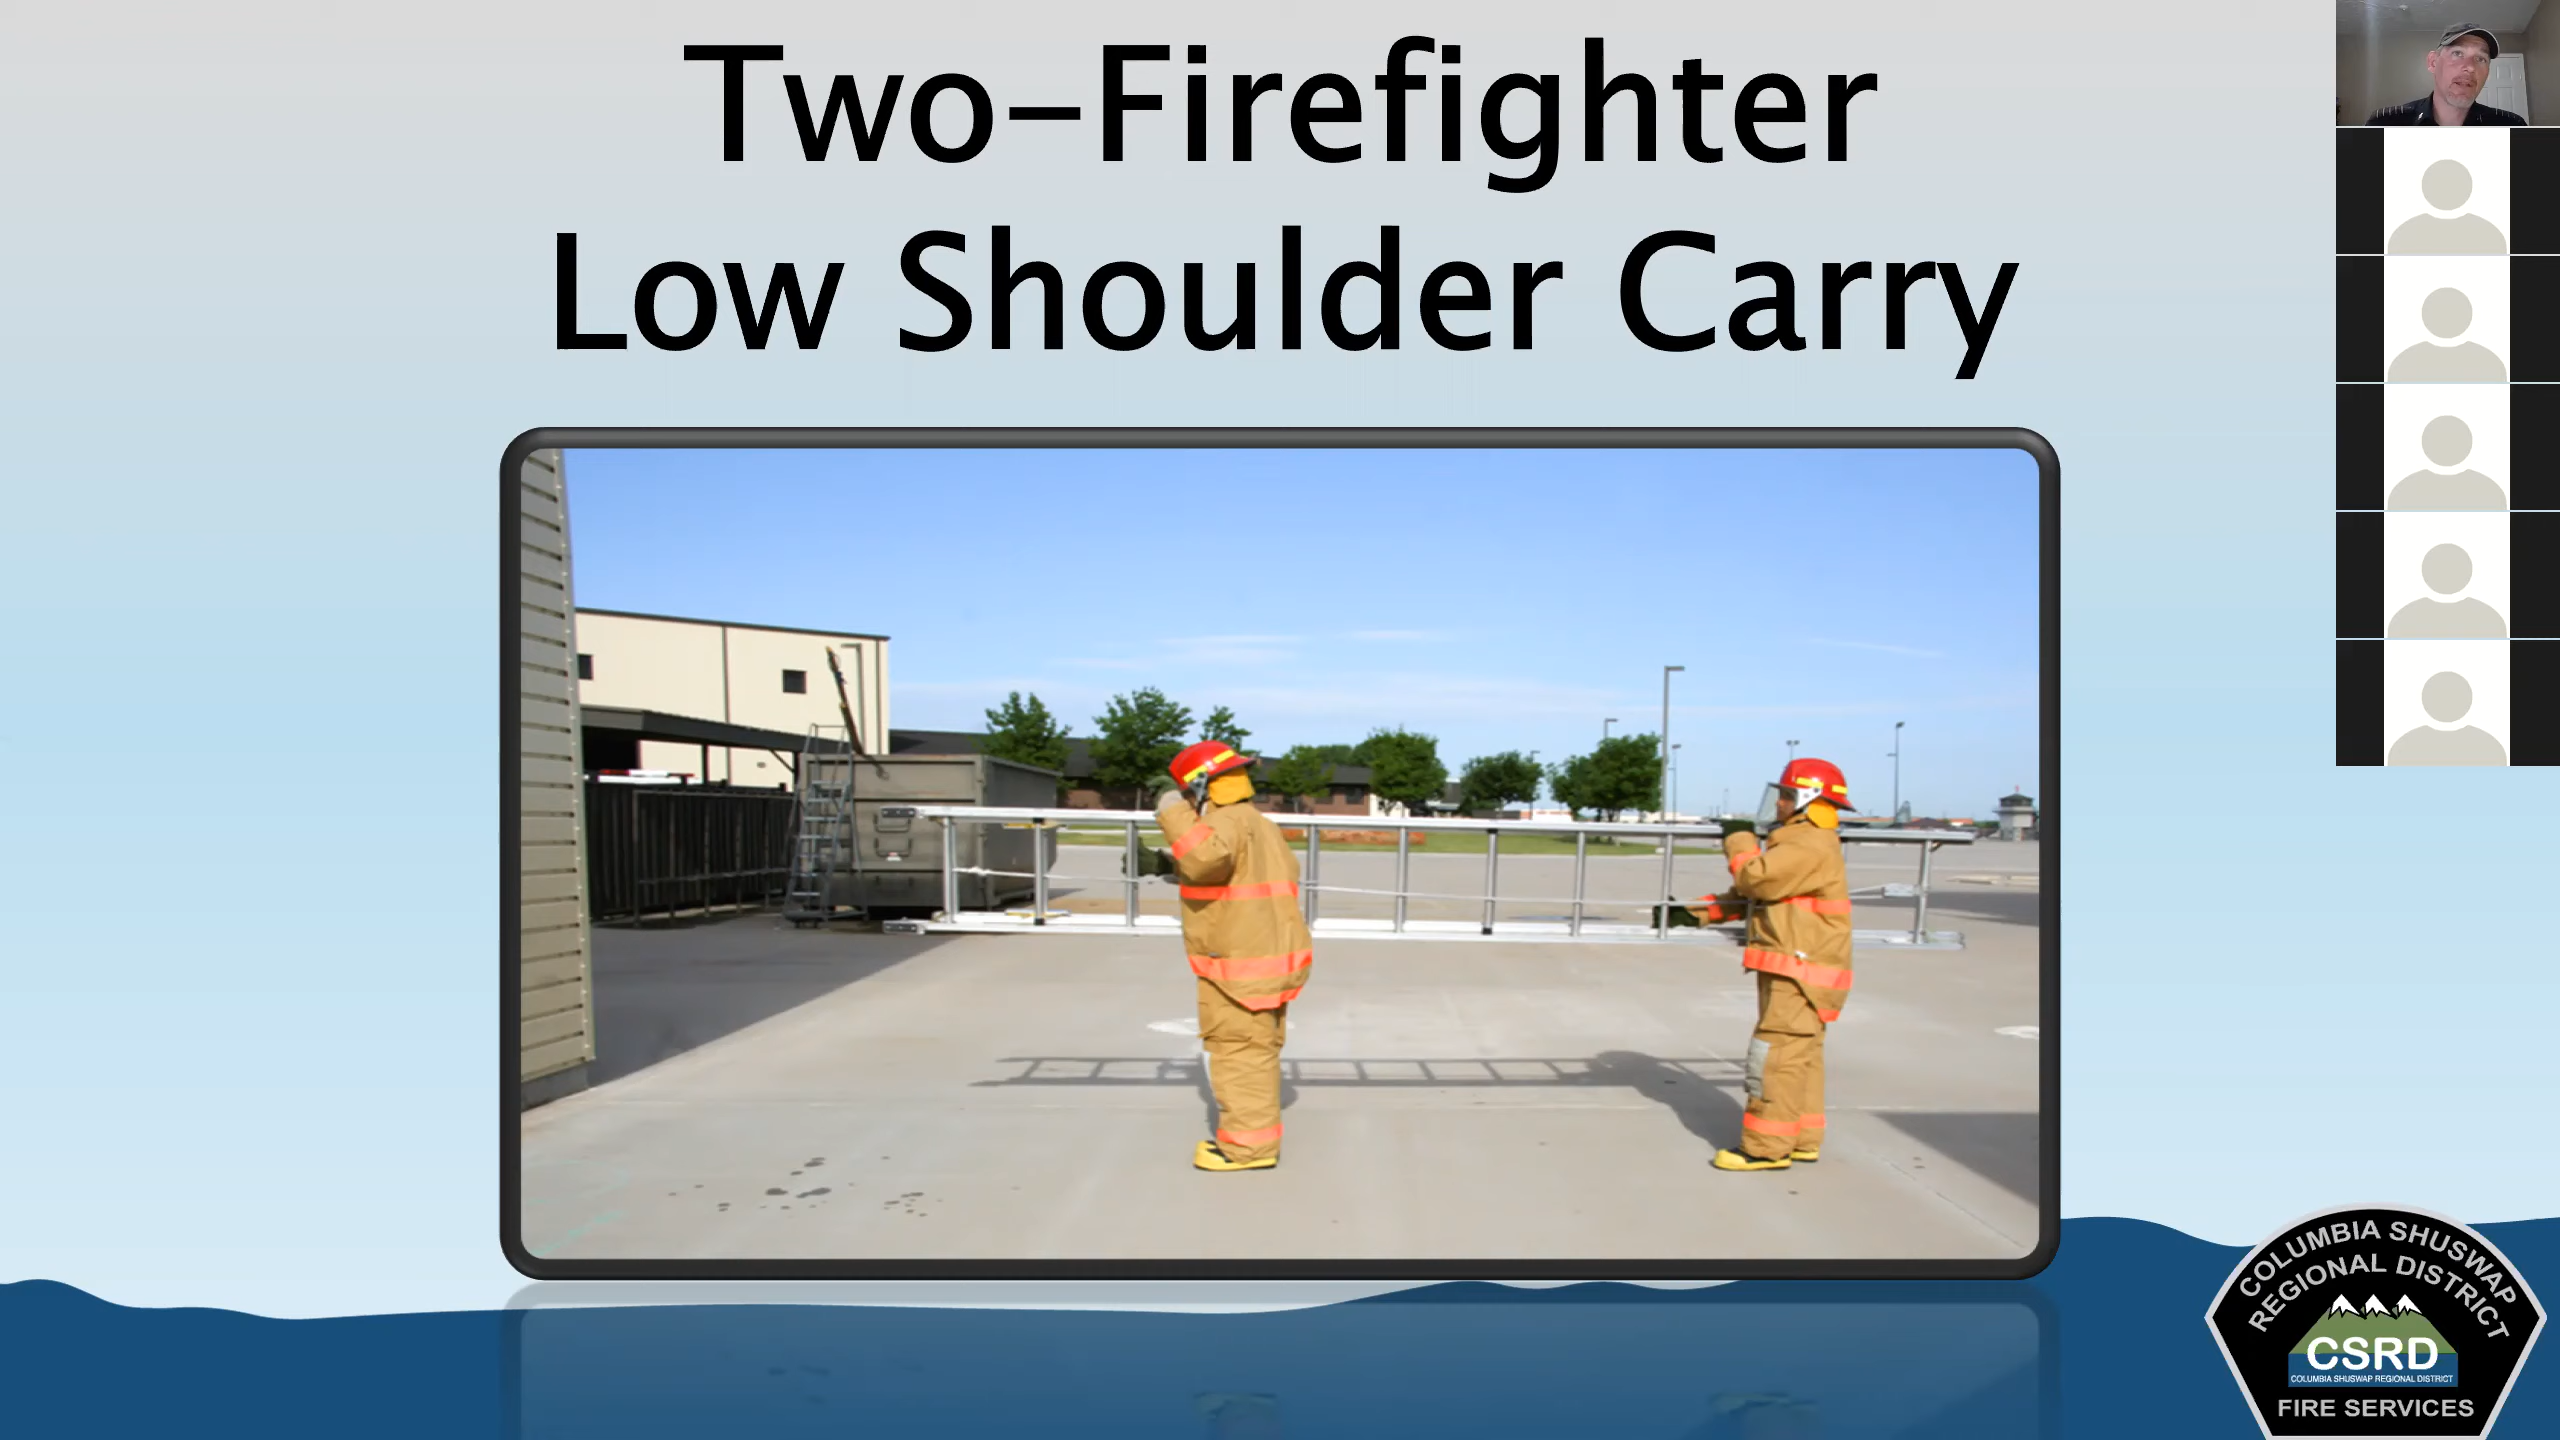 Two-Firefighter
Low Shoulder Carry
COLUMBIA SHUSWAP
REGIONAL DISTRICT
CSRD
COLUMBIA SHUSWAP REGIONAL DISTRICT
FIRE SERVICES